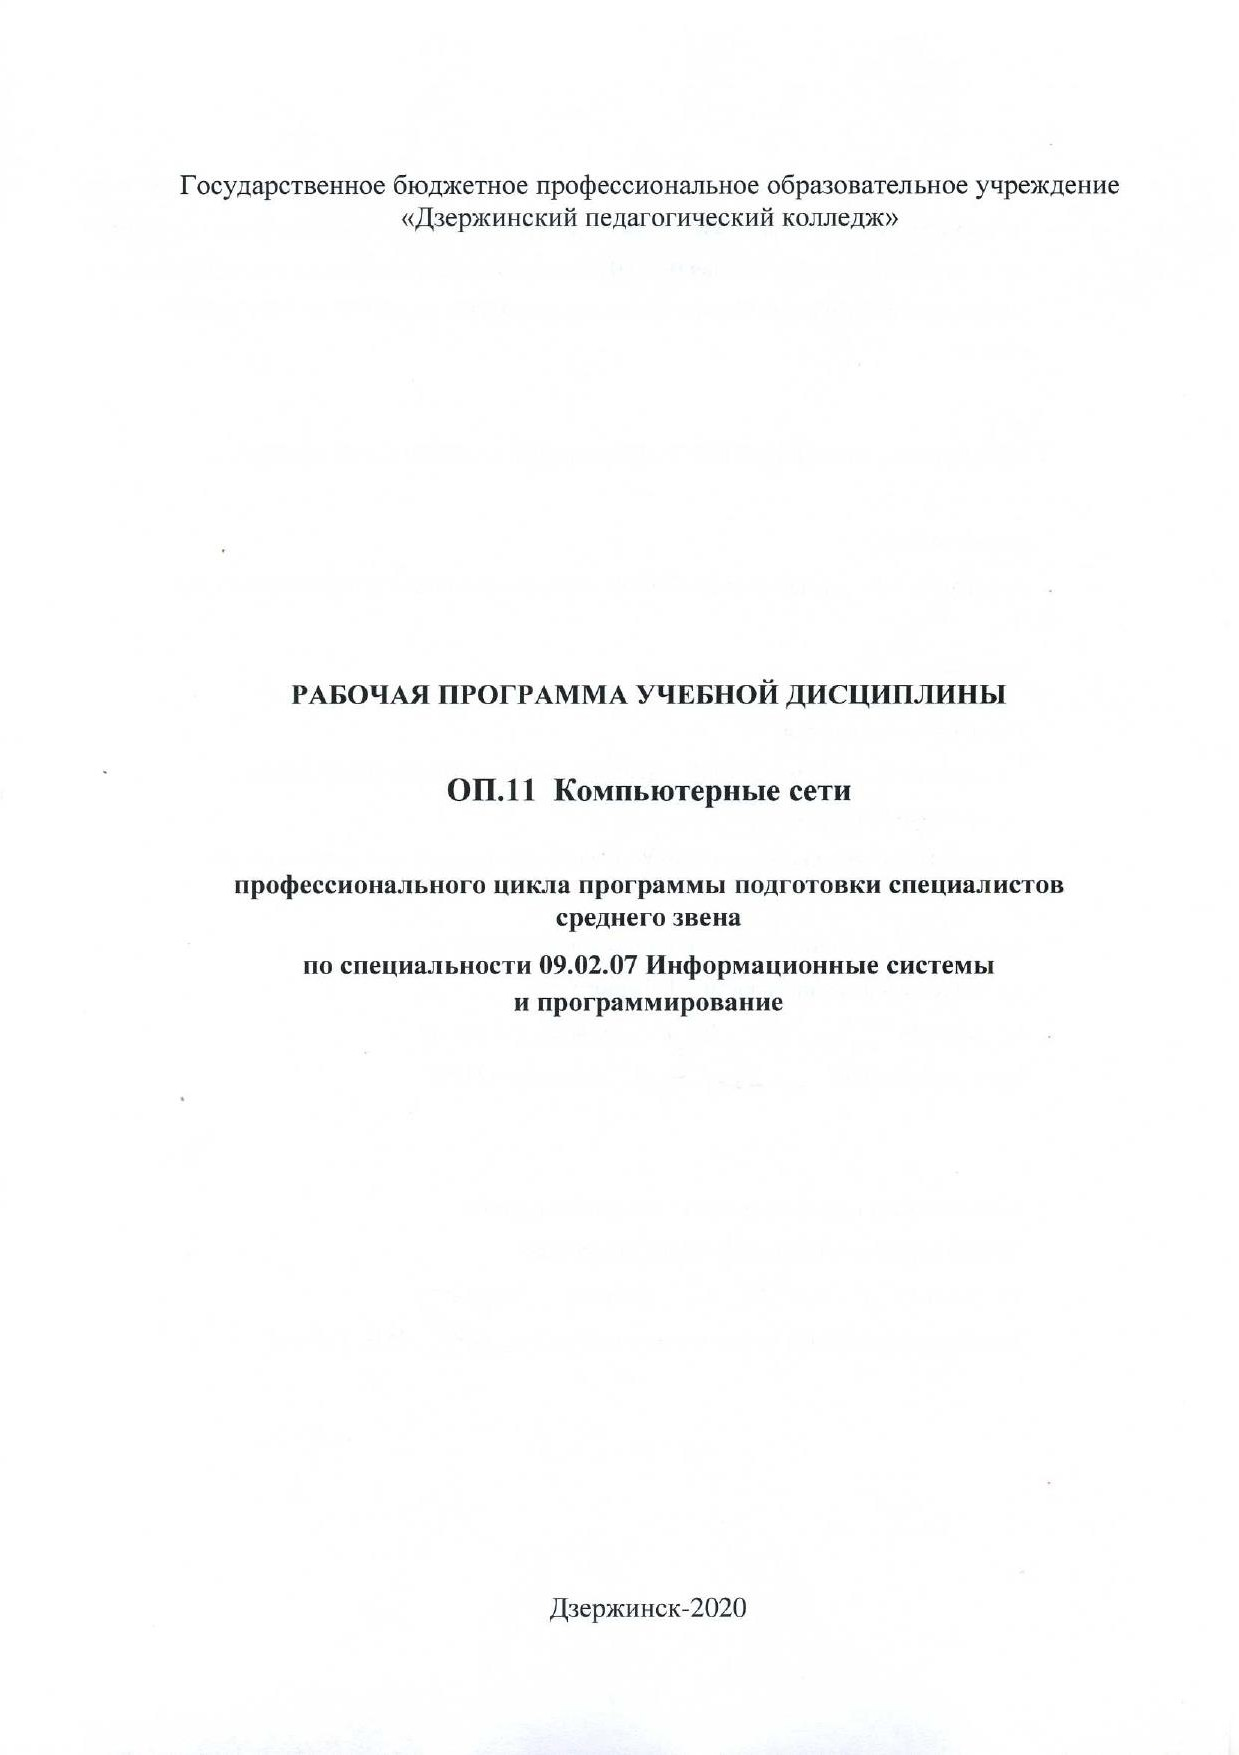 Государственное бюджетное профессиональное образовательное учреждение
«Дзержинский педагогический колледж»
РАБОЧАЯ ПРОГРАММА УЧЕБНОЙ ДИСЦИПЛИНЫ
ОП.11 Компьютерные сети
профессионального цикла программы подготовки специалистов
среднего звена
по специальности 09.02.07 Информационные системы
и программирование
Дзержинск-2020